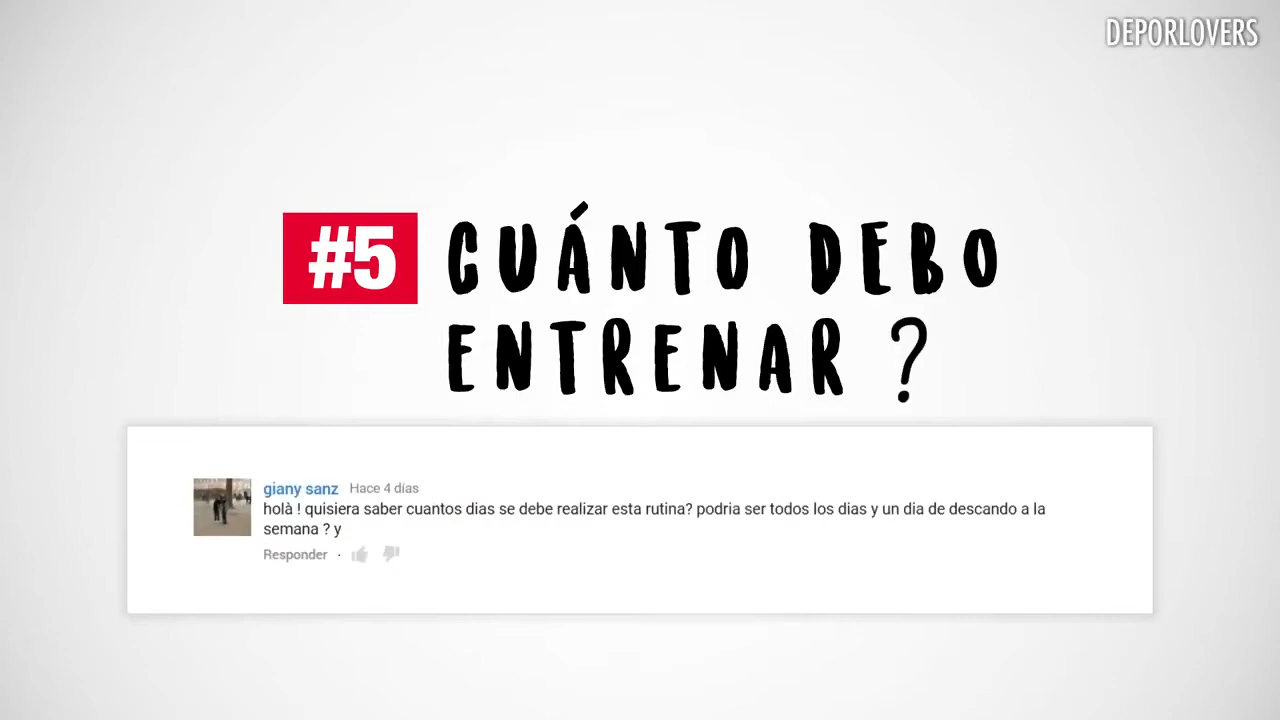 DEPORLOVERS
#5 CUÁNTO DEBO
ENTRENAR ?
giany sanz Hace 4 días
holà ! quisiera saber cuantos dias se debe realizar esta rutina? podria ser todos los dias y un dia de descando a la
semana ? y
Responder ·